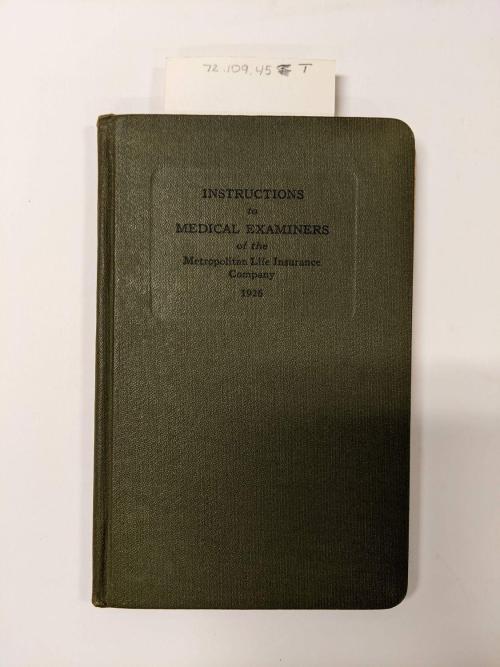 72.109.45 T
INSTRUCTIONS
to
MEDICAL EXAMINERS
of the
Metropolitan Life Insurance
Company
1926